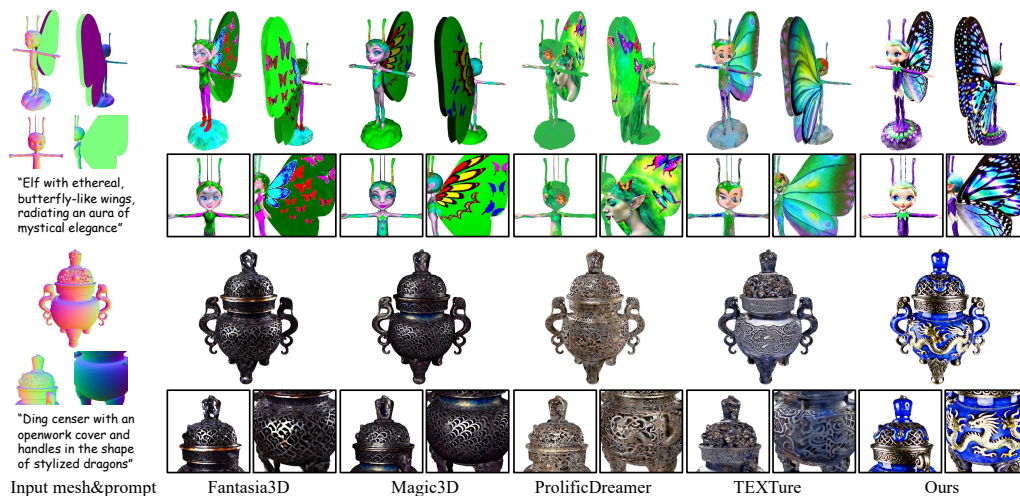 “Elf with ethereal,
butterfly-like wings,
radiating an aura of
mystical elegance”
“Ding censer with an
openwork cover and
handles in the shape
of stylized dragons”
Input mesh&prompt Fantasia3D Magic3D ProlificDreamer TEXTure Ours